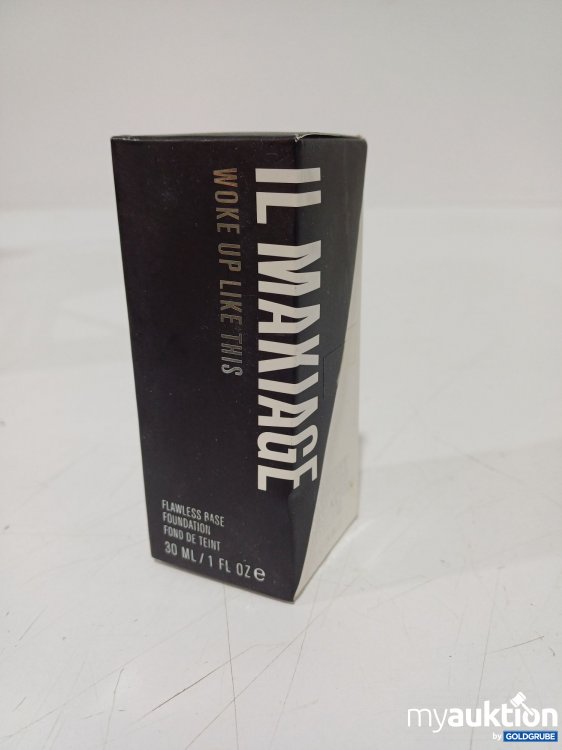 IL MAKIAGE
WOKE UP LIKE THIS
FLAWLESS BASE
FOUNDATION
FOND DE TEINT
30 ML / 1 FL OZ e
myauktion
by GOLDGRUBE